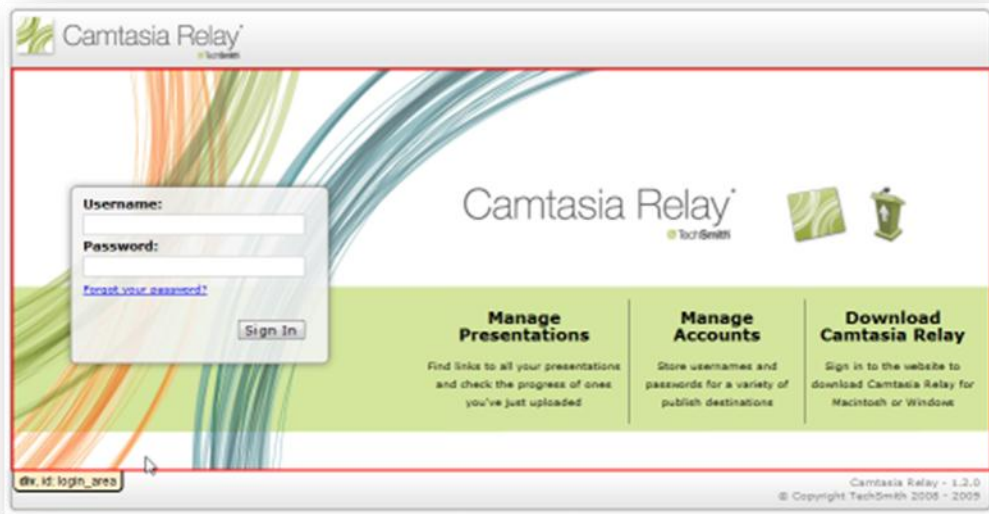 Camtasia Relay
TechSmith
Username:
Password:
Forgot your password?
Sign In
Camtasia Relay
TechSmith
Manage
Presentations
Find links to all your presentations
and check the progress of ones
you've just uploaded
Manage
Accounts
Store usernames and
passwords for a variety of
publish destinations
Download
Camtasia Relay
Sign in to the website to
download Camtasia Relay for
Macintosh or Windows
div, id: login_area
Camtasia Relay - 1.2.0
© Copyright TechSmith 2008 - 2009